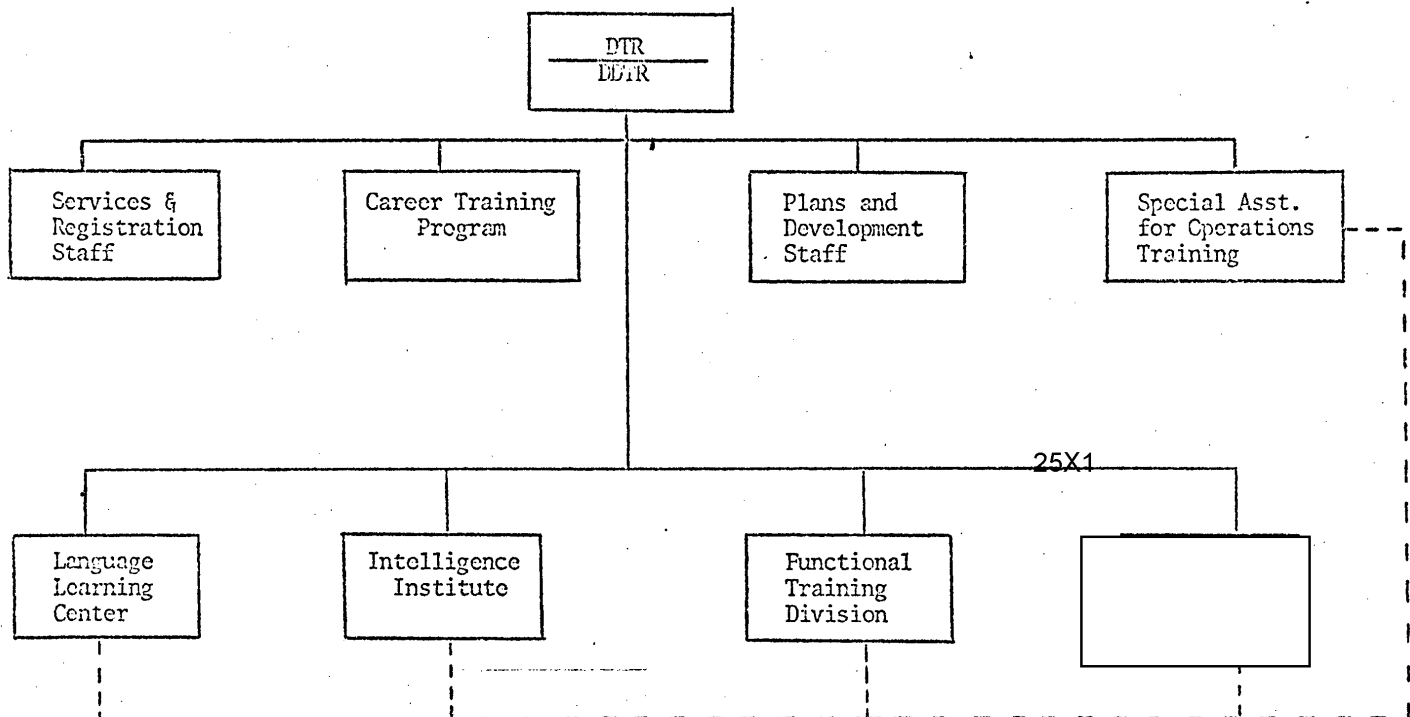 DTR
DDTR
Services &
Registration
Staff
Career Training
Program
Plans and
Development
Staff
Special Asst.
for Operations
Training
25X1
Language
Learning
Center
Intelligence
Institute
Functional
Training
Division